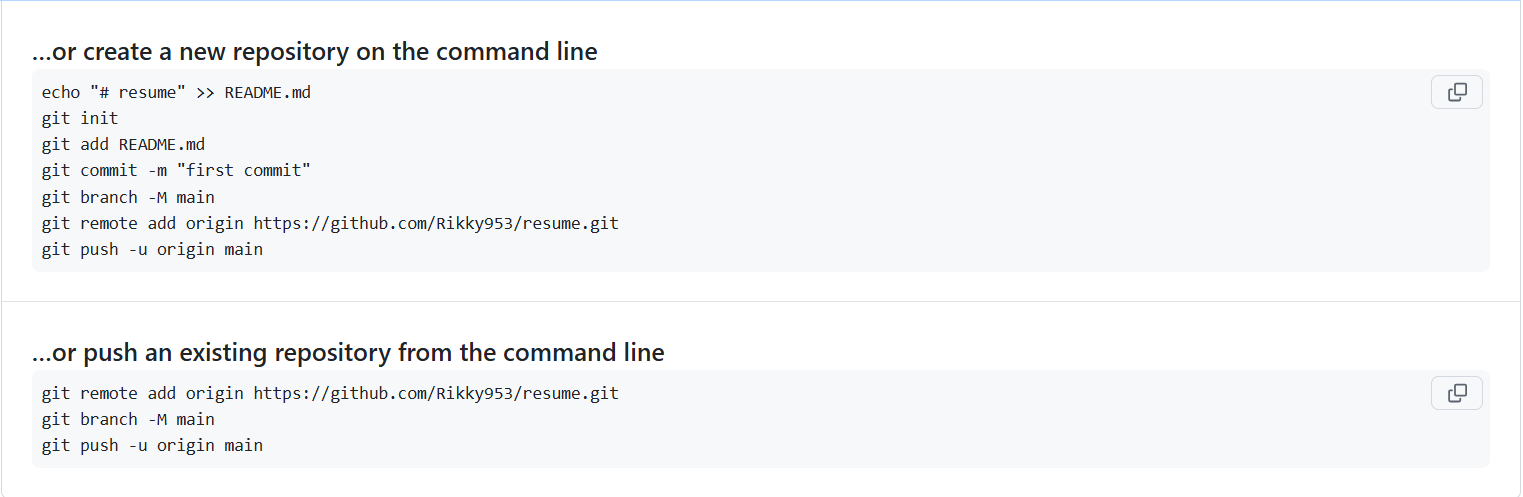 ...or create a new repository on the command line
echo "# resume" >> README.md
git init
git add README.md
git commit -m "first commit"
git branch -M main
git remote add origin https://github.com/Rikky953/resume.git
git push -u origin main
...or push an existing repository from the command line
git remote add origin https://github.com/Rikky953/resume.git
git branch -M main
git push -u origin main